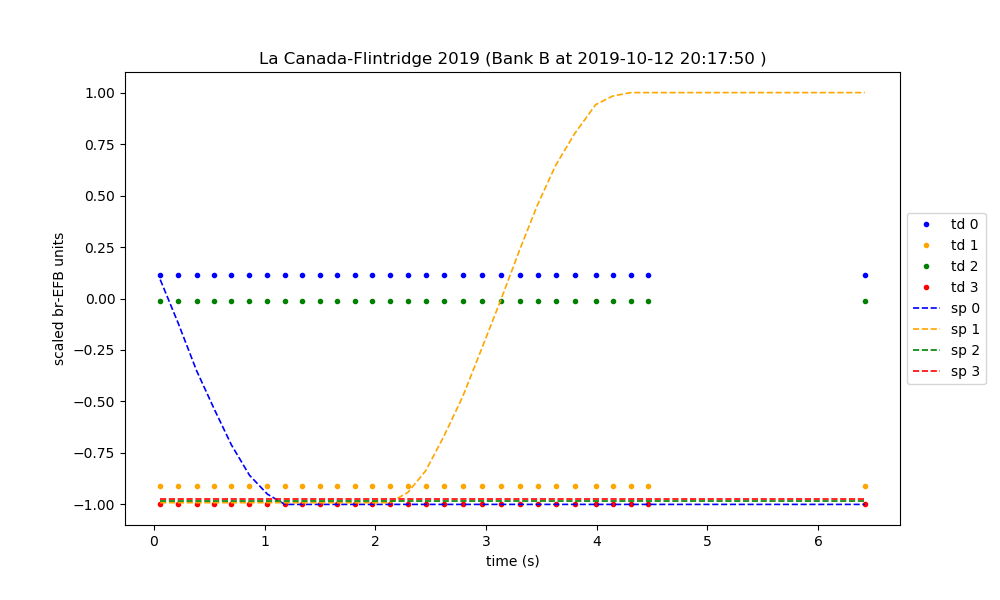 La Canada-Flintridge 2019 (Bank B at 2019-10-12 20:17:50 )
scaled br-EFB units
1.00
0.75
0.50
0.25
0.00
−0.25
−0.50
−0.75
−1.00
0 1 2 3 4 5 6
time (s)
td 0
td 1
td 2
td 3
sp 0
sp 1
sp 2
sp 3